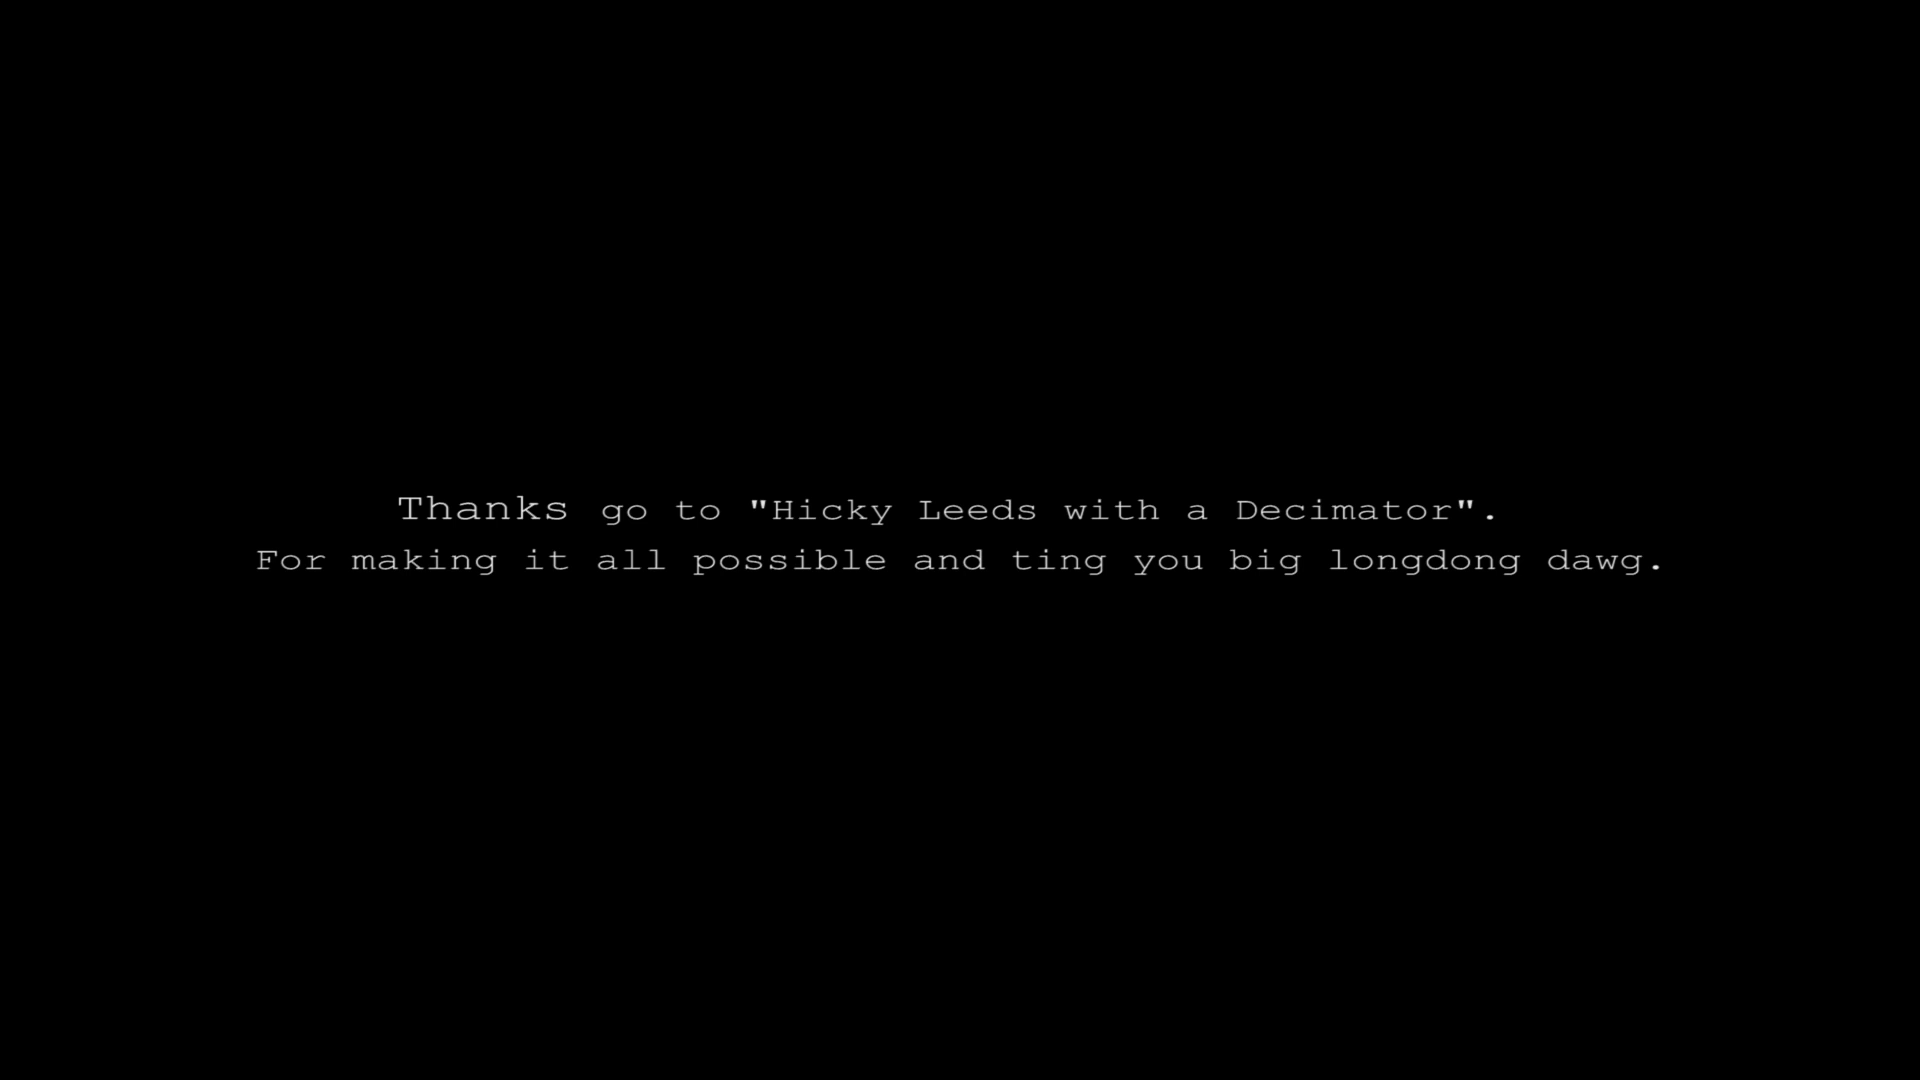 Thanks go to "Hicky Leeds with a Decimator".
For making it all possible and ting you big longdong dawg.